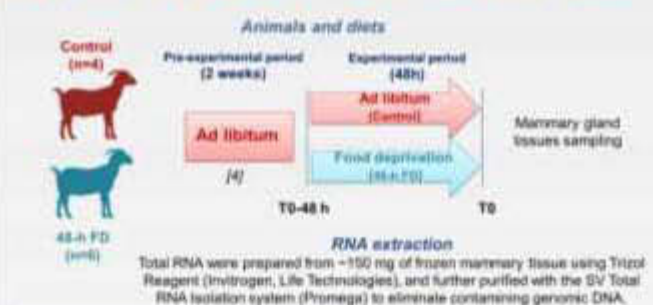 Animals and diets
Control
(n=4)
Pre-experimental period
(2 weeks)
Experimental period
(48h)
Ad libitum
(Control)
Ad libitum
Mammary gland
tissues sampling
Food deprivation
(48-h FD)
[4]
T0-48 h
T0
48-h FD
RNA extraction
Total RNA were prepared from ~150 mg of frozen mammary tissue using Trizol
Reagent (Invitrogen, Life Technologies), and further purified with the SV Total
RNA Isolation system (Promega) to eliminate contaminating genomic DNA.